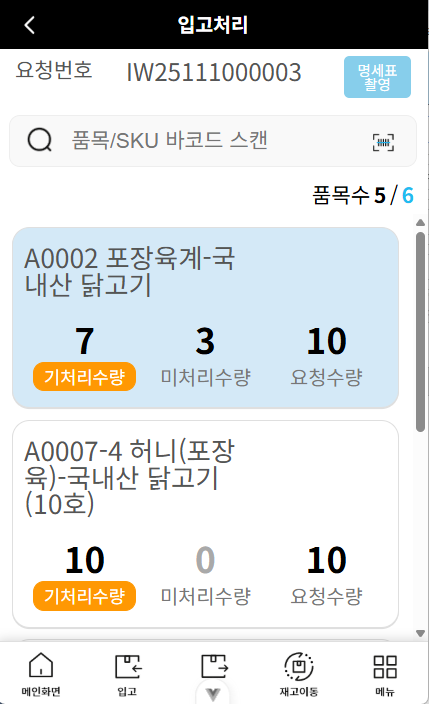 입고처리
요청번호 IW25111000003 명세표
촬영
품목/SKU 바코드 스캔
품목수 5 / 6
A0002 포장육계-국
내산 닭고기
7 3 10
기처리수량 미처리수량 요청수량
A0007-4 허니(포장
육)-국내산 닭고기
(10호)
10 0 10
기처리수량 미처리수량 요청수량
메인화면 입고 재고이동 메뉴